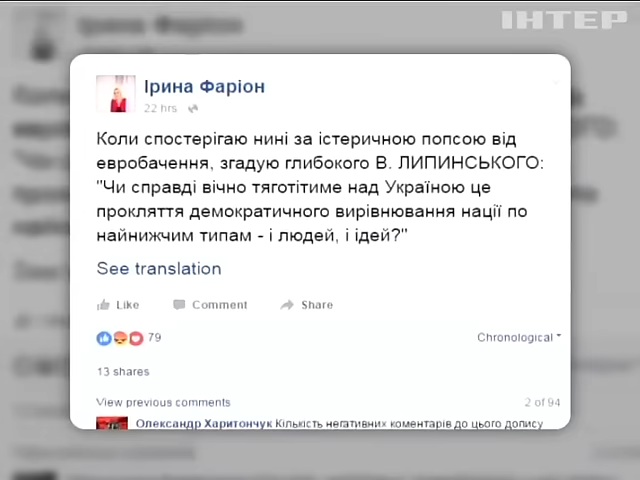 ІНТЕР
Ірина Фаріон
Ірина Фаріон
22 hrs
Коли спостерігаю нині за істеричною попсою від
евробачення, згадую глибокого В. ЛИПИНСЬКОГО:
"Чи справді вічно тяготітиме над Україною це
прокляття демократичного вирівнювання нації по
найнижчим типам - і людей, і ідей?"
See translation
Like Comment Share
79
Chronological
13 shares
View previous comments
2 of 94
Олександр Харитончук Кількість негативних коментарів до цього допису